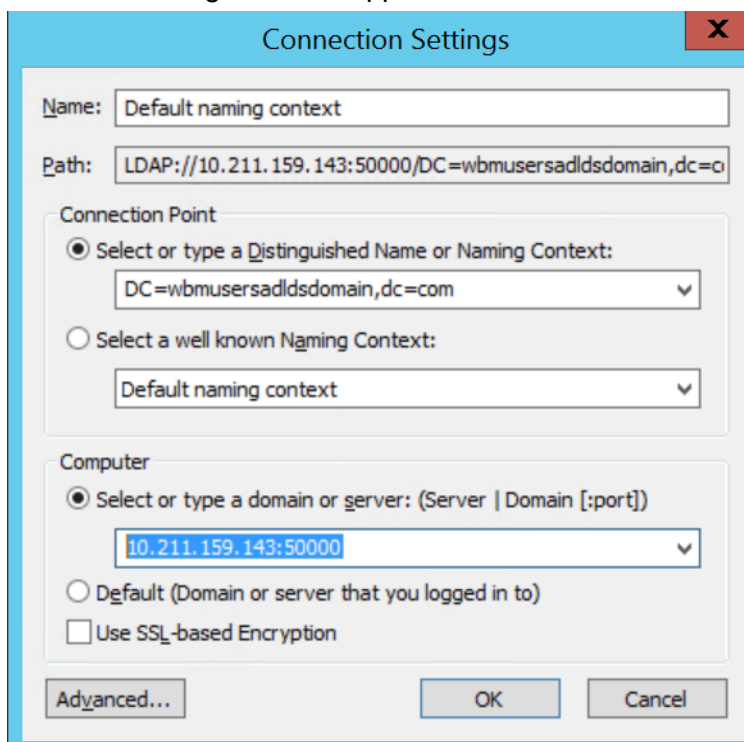 Connection Settings
X
Name: Default naming context
Path: LDAP://10.211.159.143:50000/DC=wbmusersadldsdomain,dc=c
Connection Point
Select or type a Distinguished Name or Naming Context:
DC=wbmusersadldsdomain,dc=com
Select a well known Naming Context:
Default naming context
Computer
Select or type a domain or server: (Server | Domain [:port])
10.211.159.143:50000
Default (Domain or server that you logged in to)
Use SSL-based Encryption
Advanced... OK Cancel